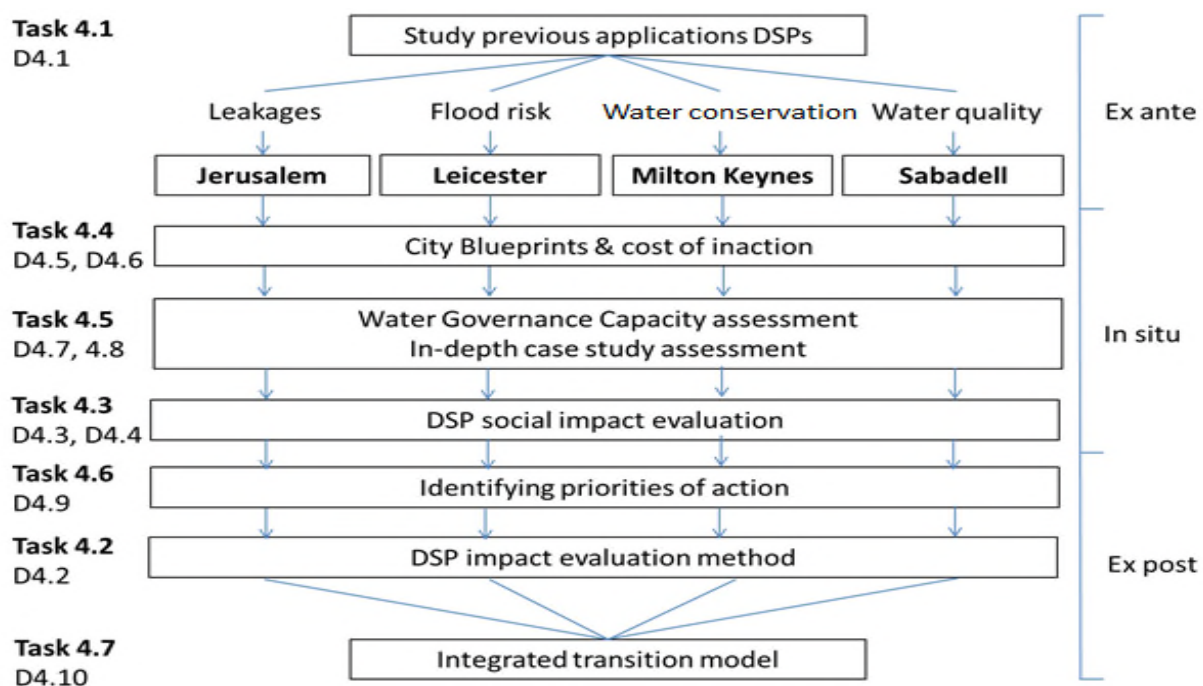 Task 4.1
D4.1
Study previous applications DSPs
Leakages
Flood risk
Water conservation
Water quality
Ex ante
Jerusalem
Leicester
Milton Keynes
Sabadell
Task 4.4
D4.5, D4.6
City Blueprints & cost of inaction
Task 4.5
D4.7, 4.8
Water Governance Capacity assessment
In-depth case study assessment
In situ
Task 4.3
D4.3, D4.4
DSP social impact evaluation
Task 4.6
D4.9
Identifying priorities of action
Task 4.2
D4.2
DSP impact evaluation method
Ex post
Task 4.7
D4.10
Integrated transition model